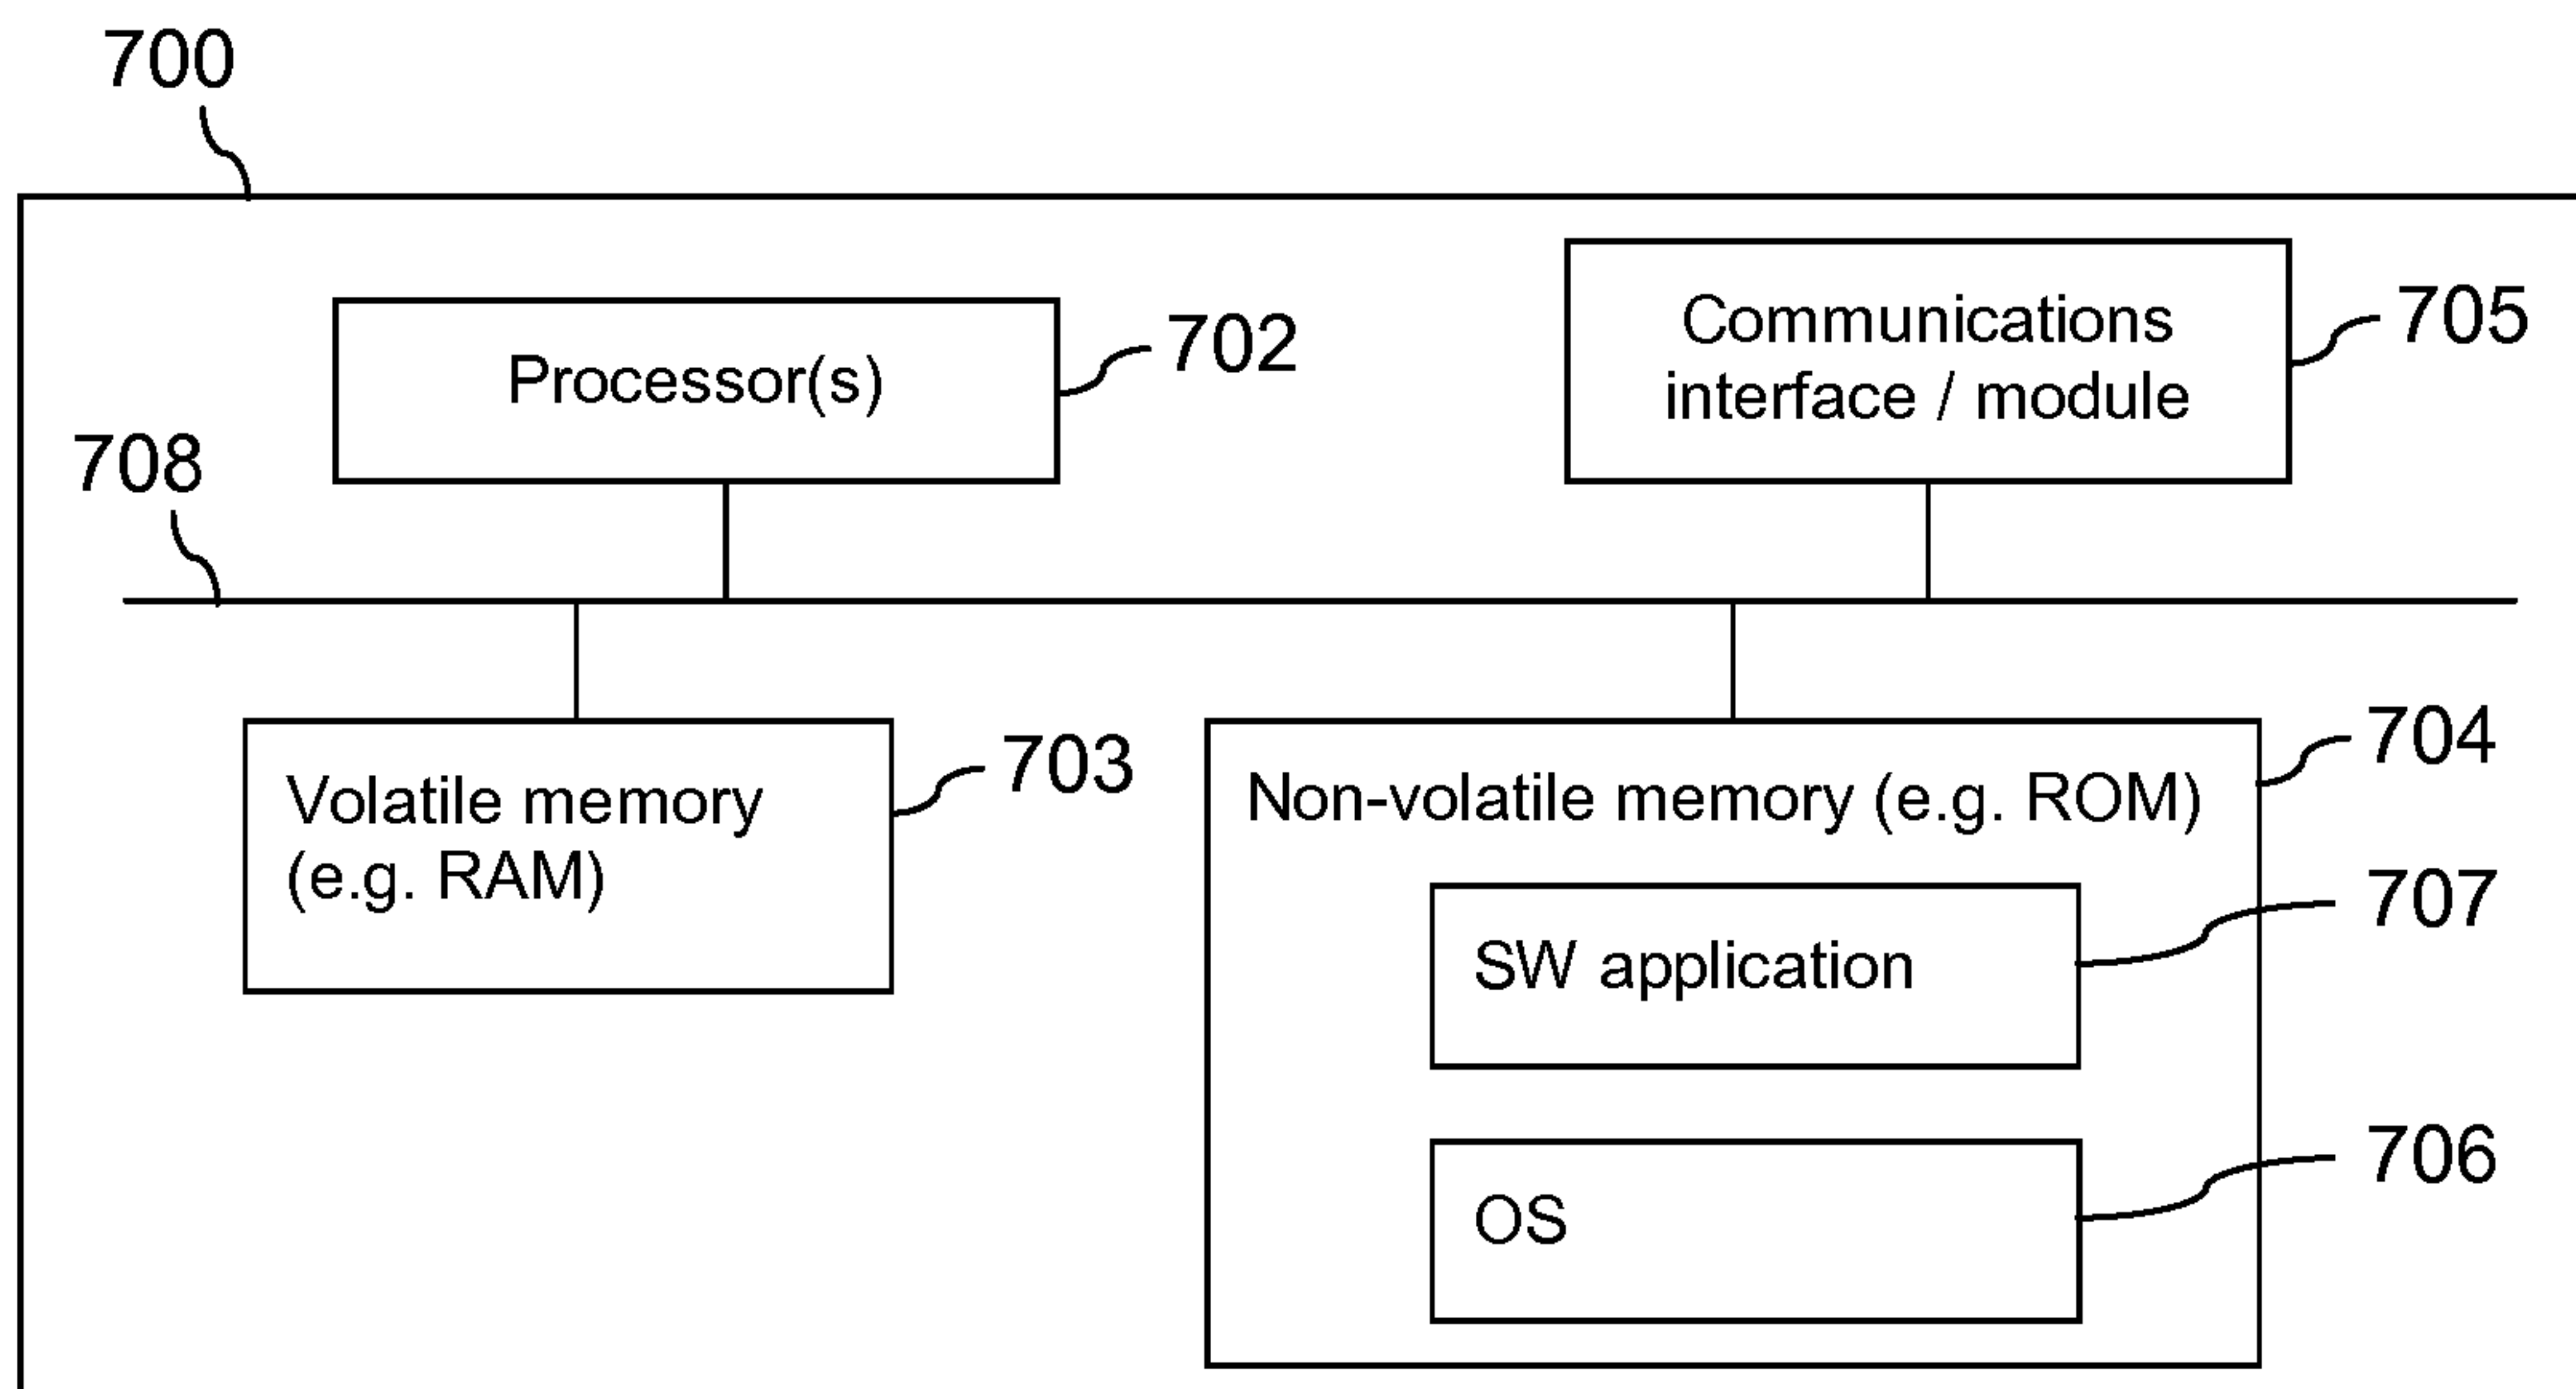 700
Processor(s)
702
Communications
interface / module
705
708
Volatile memory
(e.g. RAM)
703
Non-volatile memory (e.g. ROM)
704
SW application
707
OS
706